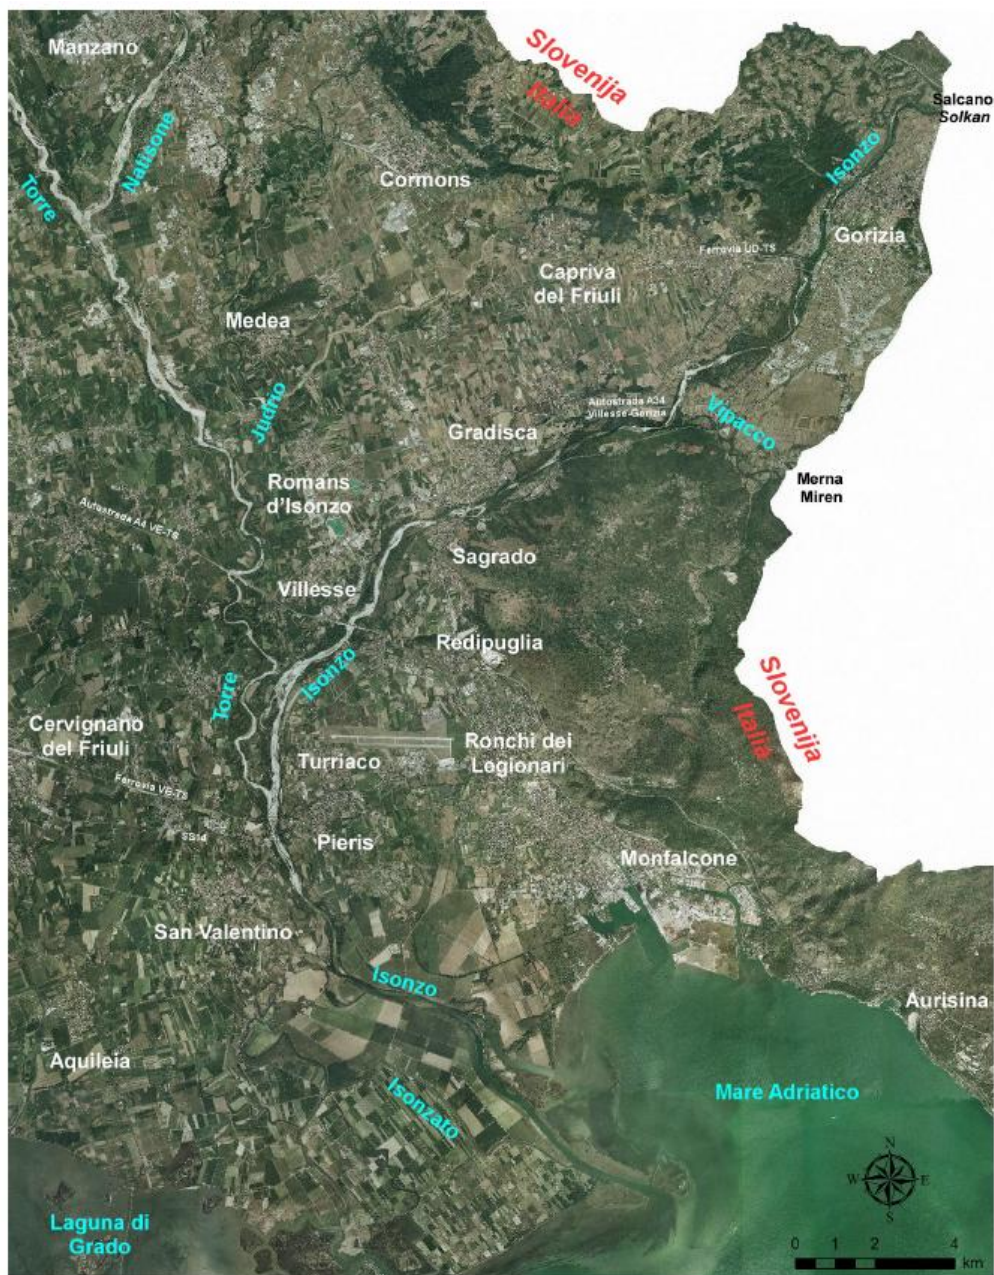 Slovenija
Italia
Manzano
Salcano
Solkan
Natisone
Isonzo
Torre
Cormons
Gorizia
Ferrovia UD-TS
Capriva
del Friuli
Medea
Judrio
Autostrada A34
Villesse-Gorizia
Vipacco
Gradisca
Romans
d'Isonzo
Merna
Miren
Autostrada A4 VE-TS
Sagrado
Villesse
Redipuglia
Isonzo
Torre
Slovenija
Italia
Cervignano
del Friuli
Ronchi dei
Legionari
Turriaco
Ferrovia VE-TS
SS14
Pieris
Monfalcone
San Valentino
Isonzo
Aurisina
Aquileia
Mare Adriatico
Isonzato
N
W
E
S
Laguna di
Grado
0 1 2 4
km